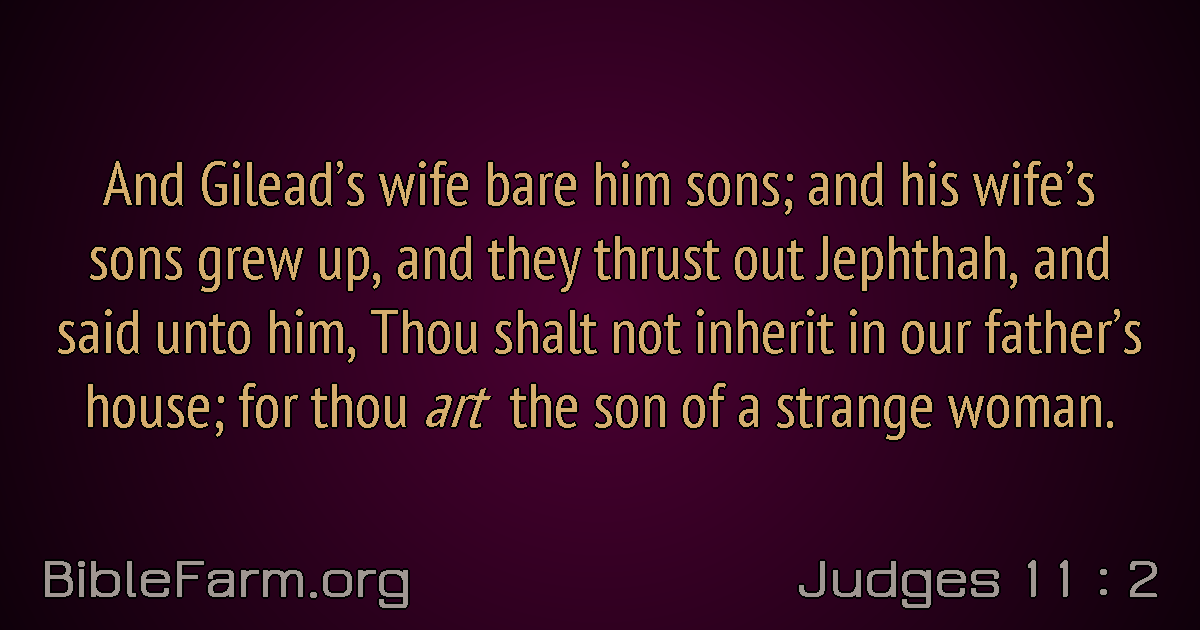 And Gilead’s wife bare him sons; and his wife’s
sons grew up, and they thrust out Jephthah, and
said unto him, Thou shalt not inherit in our father’s
house; for thou art the son of a strange woman.
BibleFarm.org
Judges 11 : 2